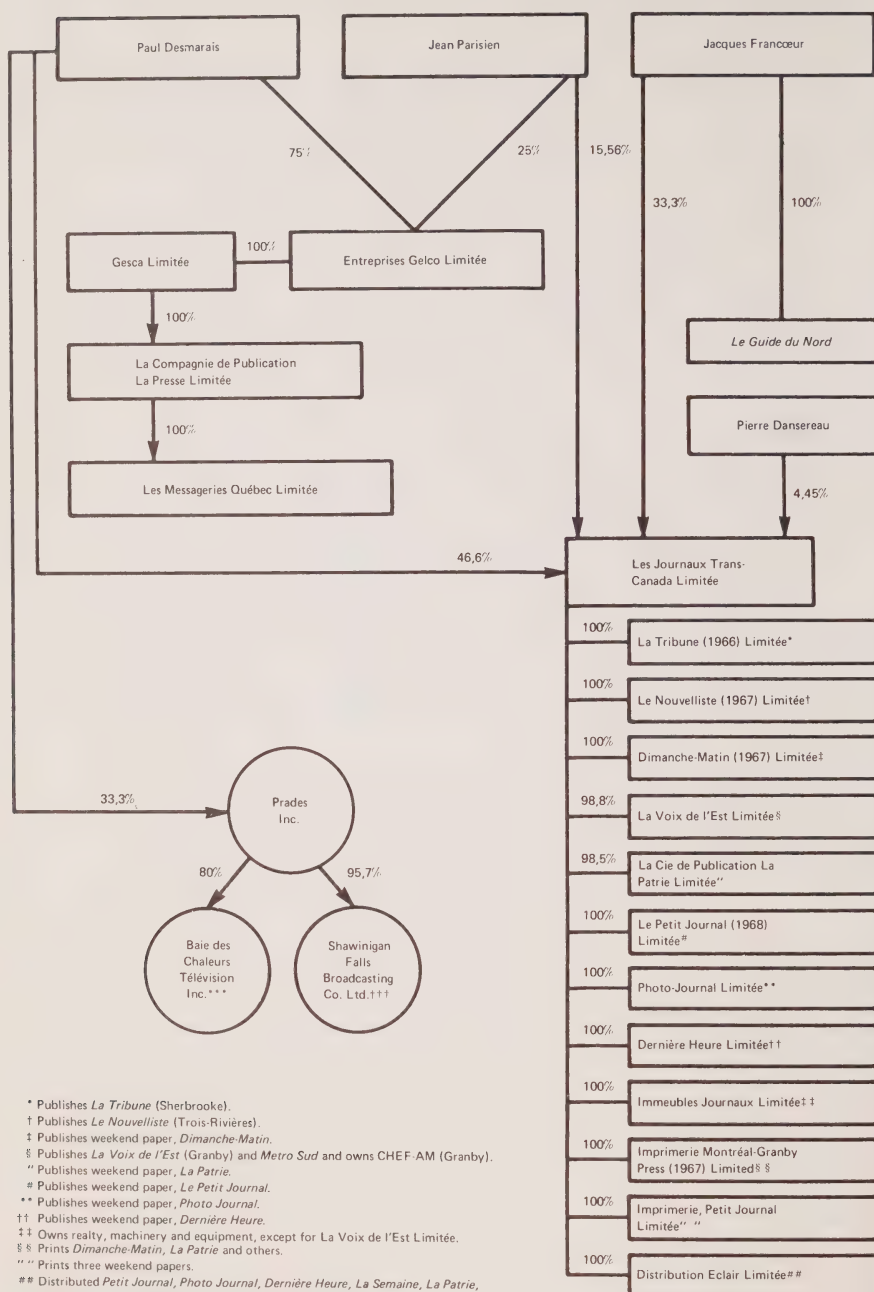 Paul Desmarais
Jean Parisien
Jacques Francœur
75%
25%
15,56%
33,3%
100%
Gesca Limitée
100%
Entreprises Gelco Limitée
100%
La Compagnie de Publication
La Presse Limitée
100%
Les Messageries Québec Limitée
Le Guide du Nord
Pierre Dansereau
4,45%
46,6%
Les Journaux Trans-
Canada Limitée
100%
La Tribune (1966) Limitée*
100%
Le Nouvelliste (1967) Limitée†
100%
Dimanche-Matin (1967) Limitée‡
98,8%
La Voix de l'Est Limitée§
98,5%
La Cie de Publication La
Patrie Limitée"
100%
Le Petit Journal (1968)
Limitée#
100%
Photo-Journal Limitée**
100%
Dernière Heure Limitée††
100%
Immeubles Journaux Limitée‡‡
100%
Imprimerie Montréal-Granby
Press (1967) Limited§§
100%
Imprimerie, Petit Journal
Limitée" "
100%
Distribution Eclair Limitée##
33,3%
Prades
Inc.
80%
95,7%
Baie des
Chaleurs
Télévision
Inc.***
Shawinigan
Falls
Broadcasting
Co. Ltd.†††
* Publishes La Tribune (Sherbrooke).
† Publishes Le Nouvelliste (Trois-Rivières).
‡ Publishes weekend paper, Dimanche-Matin.
§ Publishes La Voix de l'Est (Granby) and Metro Sud and owns CHEF-AM (Granby).
" Publishes weekend paper, La Patrie.
# Publishes weekend paper, Le Petit Journal.
** Publishes weekend paper, Photo Journal.
†† Publishes weekend paper, Dernière Heure.
‡‡ Owns realty, machinery and equipment, except for La Voix de l'Est Limitée.
§§ Prints Dimanche-Matin, La Patrie and others.
" " Prints three weekend papers.
## Distributed Petit Journal, Photo Journal, Dernière Heure, La Semaine, La Patrie,